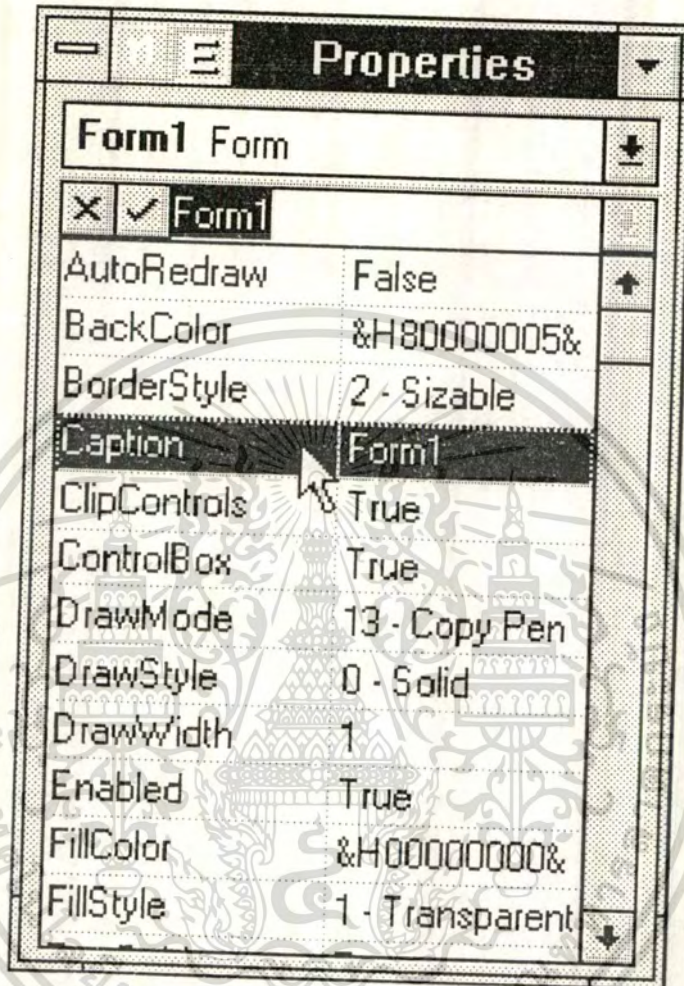 Properties
Form1 Form
Form1
AutoRedraw False
BackColor &H80000005&
BorderStyle 2 - Sizable
Caption Form1
ClipControls True
ControlBox True
DrawMode 13 - Copy Pen
DrawStyle 0 - Solid
DrawWidth 1
Enabled True
FillColor &H00000000&
FillStyle 1 - Transparent